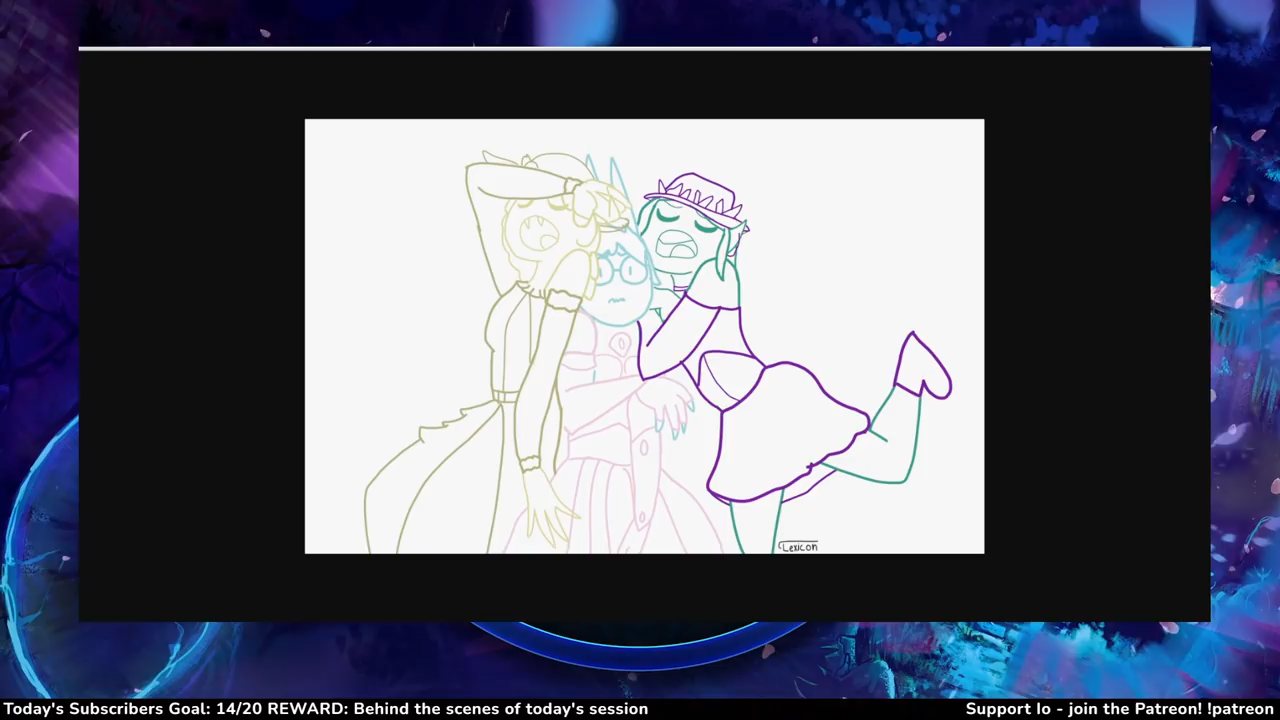 Lexicon
Today's Subscribers Goal: 14/20 REWARD: Behind the scenes of today's session
Support Io - join the Patreon! !patreon